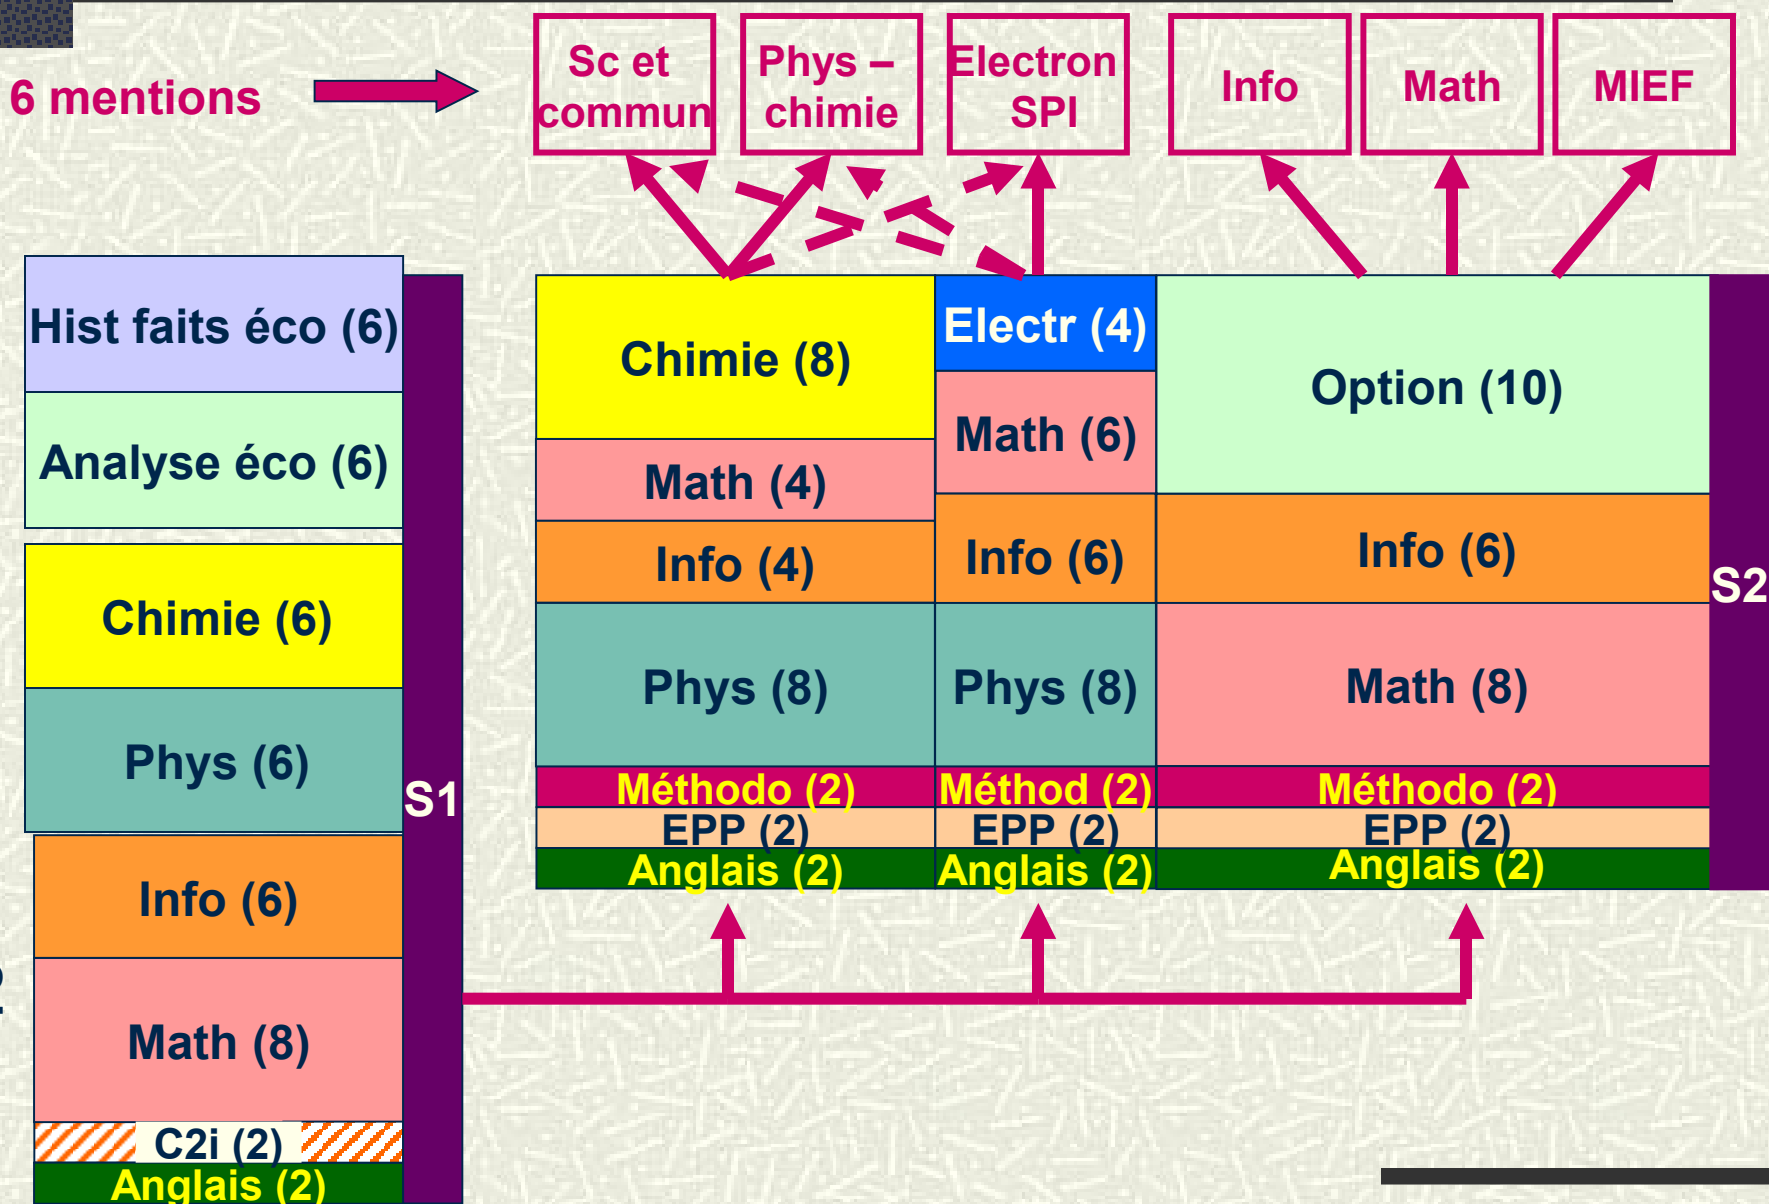 6 mentions
Sc et
commun
Phys –
chimie
Electron
SPI
Info
Math
MIEF
Hist faits éco (6)
Analyse éco (6)
Chimie (6)
Phys (6)
Info (6)
Math (8)
C2i (2)
Anglais (2)
S1
Chimie (8)
Math (4)
Info (4)
Phys (8)
Méthodo (2)
EPP (2)
Anglais (2)
Electr (4)
Math (6)
Info (6)
Phys (8)
Méthod (2)
EPP (2)
Anglais (2)
Option (10)
Info (6)
Math (8)
Méthodo (2)
EPP (2)
Anglais (2)
S2